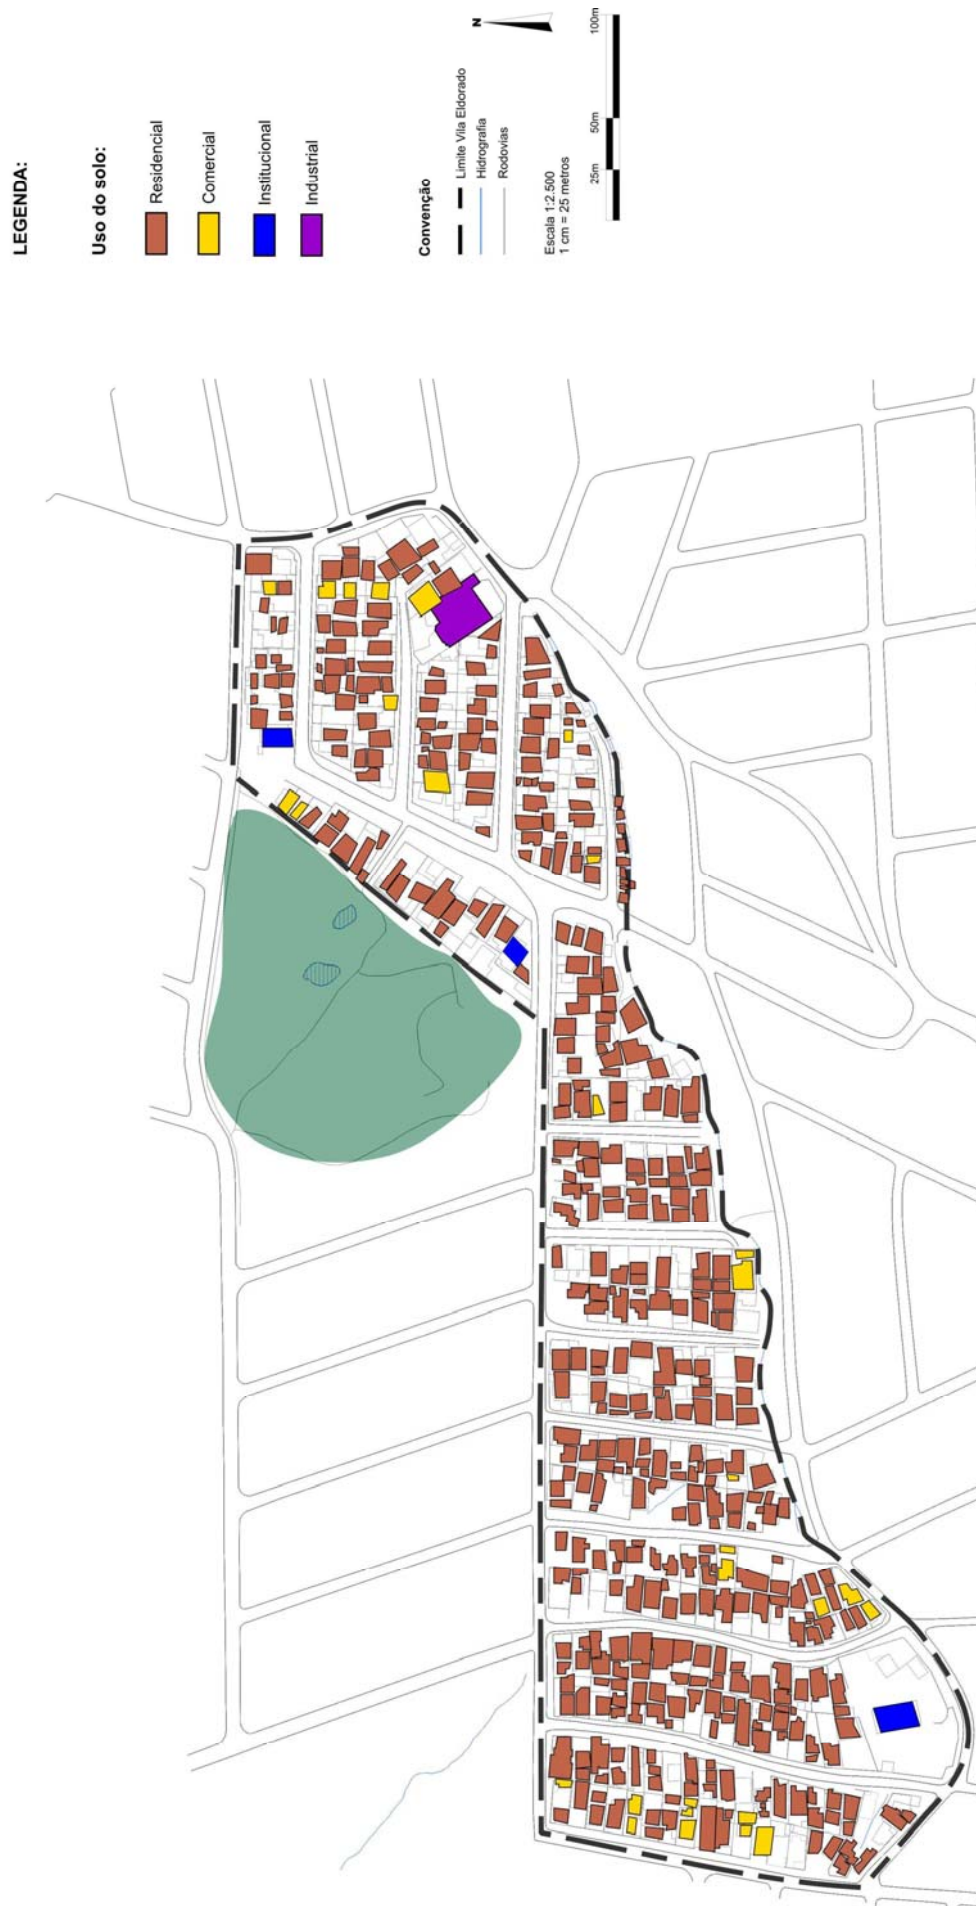 LEGENDA:
Uso do solo:
Residencial
Comercial
Institucional
Industrial
Convenção
Limite Vila Eldorado
Hidrografia
Rodovias
Escala 1:2.500
1 cm = 25 metros
N
25m 50m 100m